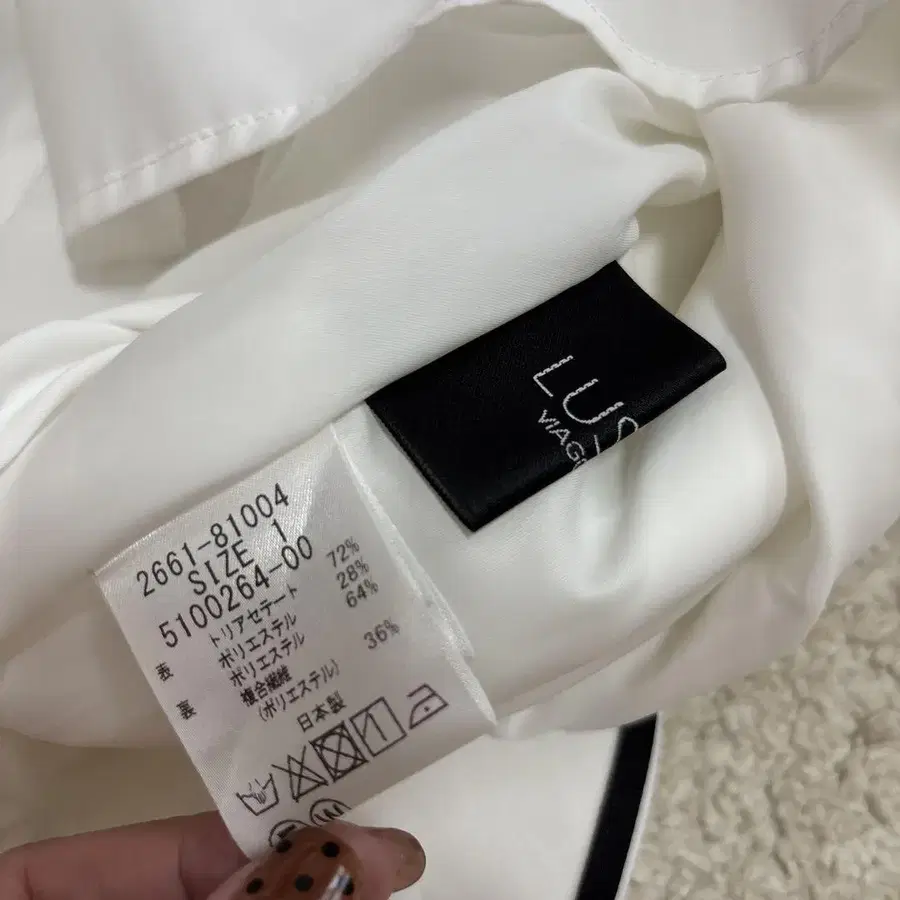 LUS
VIAGG
2661-81004
SIZE 1
5100264-00
表 トリアセテート 72%
ポリエステル 28%
裏 ポリエステル 64%
複合繊維 36%
(ポリエステル)
日本製
W